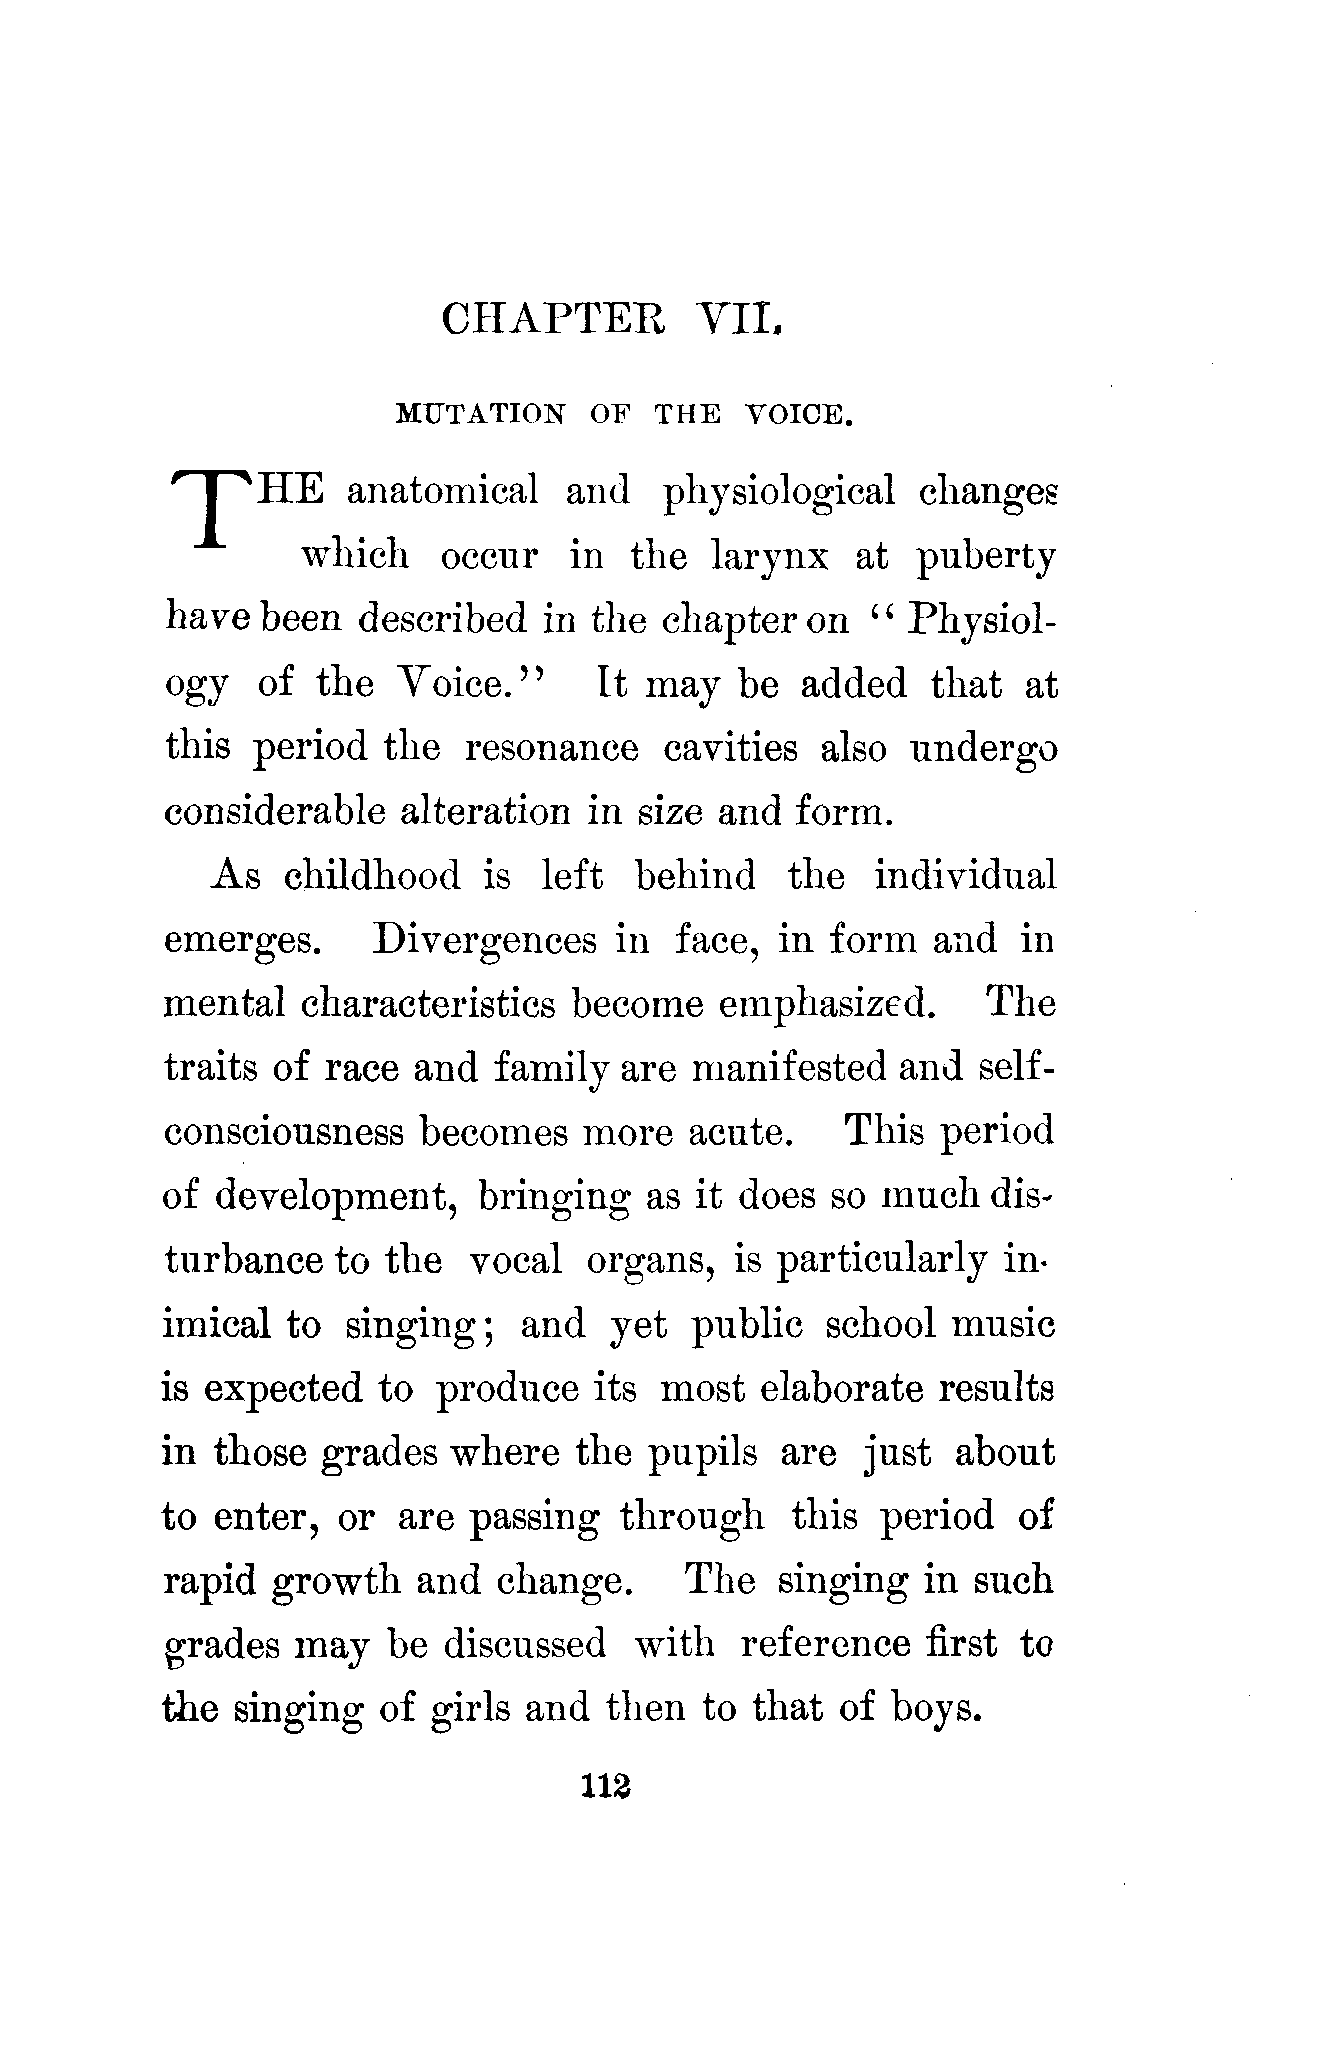 CHAPTER VII.
MUTATION OF THE VOICE.
THE anatomical and physiological changes
which occur in the larynx at puberty
have been described in the chapter on “Physiol-
ogy of the Voice.” It may be added that at
this period the resonance cavities also undergo
considerable alteration in size and form.
As childhood is left behind the individual
emerges. Divergences in face, in form and in
mental characteristics become emphasized. The
traits of race and family are manifested and self-
consciousness becomes more acute. This period
of development, bringing as it does so much dis-
turbance to the vocal organs, is particularly in-
imical to singing; and yet public school music
is expected to produce its most elaborate results
in those grades where the pupils are just about
to enter, or are passing through this period of
rapid growth and change. The singing in such
grades may be discussed with reference first to
the singing of girls and then to that of boys.
112